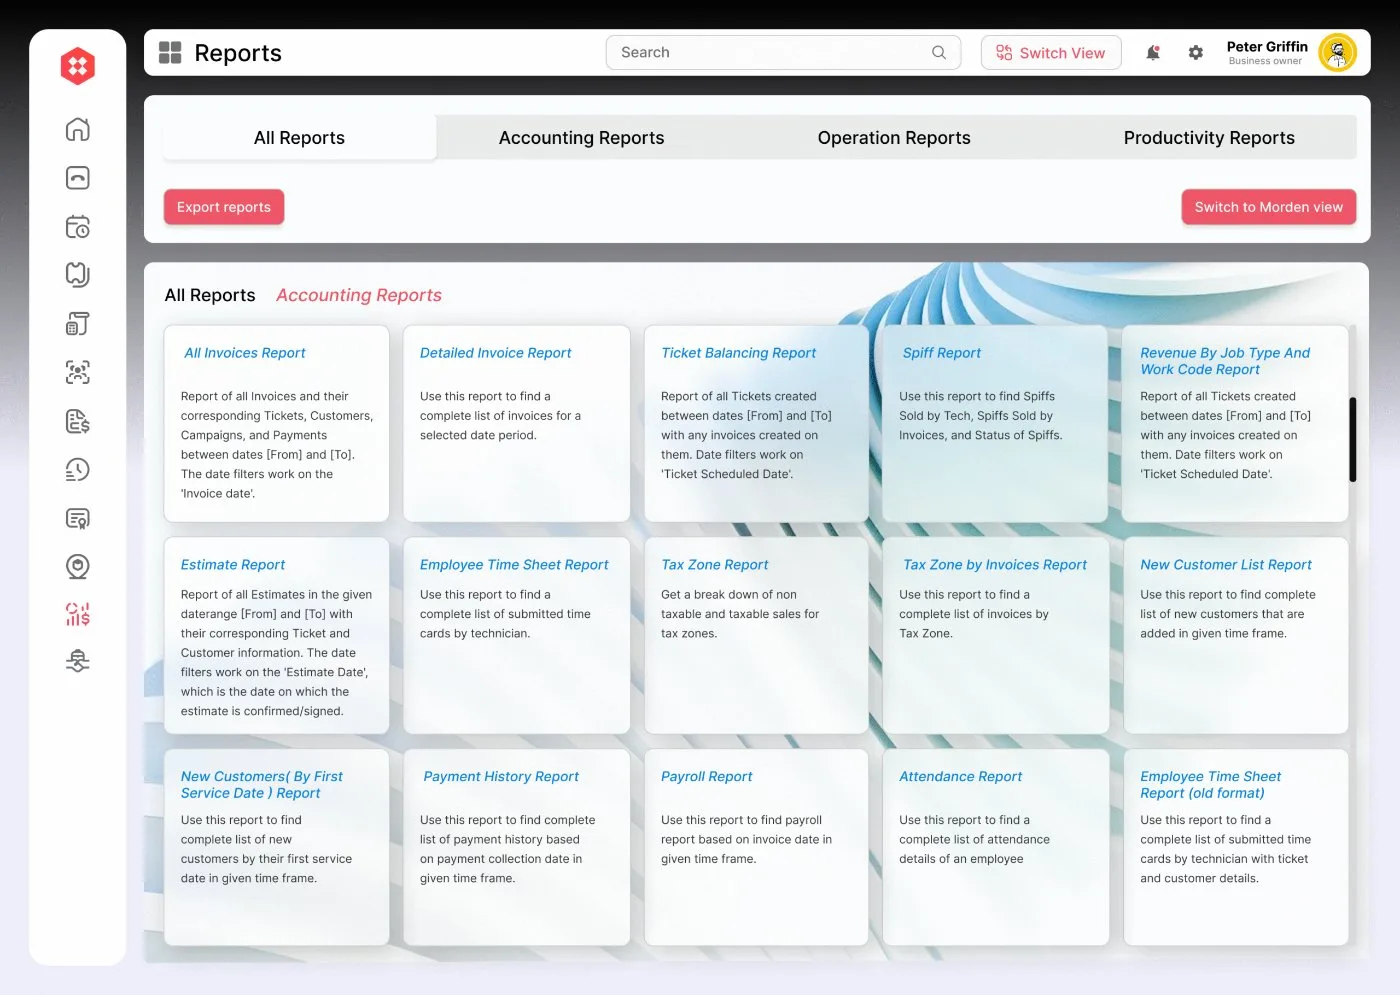 Reports
Search
Switch View
Peter Griffin
Business owner
All Reports
Accounting Reports
Operation Reports
Productivity Reports
Export reports
Switch to Morden view
All Reports
Accounting Reports
All Invoices Report
Report of all Invoices and their
corresponding Tickets, Customers,
Campaigns, and Payments
between dates [From] and [To].
The date filters work on the
'Invoice date'.
Detailed Invoice Report
Use this report to find a
complete list of invoices for a
selected date period.
Ticket Balancing Report
Report of all Tickets created
between dates [From] and [To]
with any invoices created on
them. Date filters work on
'Ticket Scheduled Date'.
Spiff Report
Use this report to find Spiffs
Sold by Tech, Spiffs Sold by
Invoices, and Status of Spiffs.
Revenue By Job Type And
Work Code Report
Report of all Tickets created
between dates [From] and [To]
with any invoices created on
them. Date filters work on
'Ticket Scheduled Date'.
Estimate Report
Report of all Estimates in the given
daterange [From] and [To] with
their corresponding Ticket and
Customer information. The date
filters work on the 'Estimate Date',
which is the date on which the
estimate is confirmed/signed.
Employee Time Sheet Report
Use this report to find a
complete list of submitted time
cards by technician.
Tax Zone Report
Get a break down of non
taxable and taxable sales for
tax zones.
Tax Zone by Invoices Report
Use this report to find a
complete list of invoices by
Tax Zone.
New Customer List Report
Use this report to find complete
list of new customers that are
added in given time frame.
New Customers( By First
Service Date ) Report
Use this report to find
complete list of new
customers by their first service
date in given time frame.
Payment History Report
Use this report to find complete
list of payment history based
on payment collection date in
given time frame.
Payroll Report
Use this report to find payroll
report based on invoice date in
given time frame.
Attendance Report
Use this report to find a
complete list of attendance
details of an employee
Employee Time Sheet
Report (old format)
Use this report to find a
complete list of submitted time
cards by technician with ticket
and customer details.